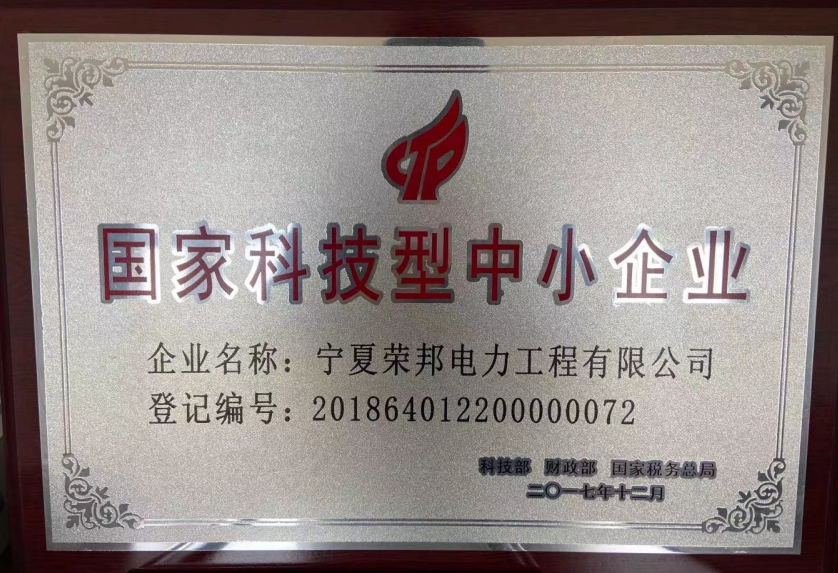 国家科技型中小企业
企业名称：宁夏荣邦电力工程有限公司
登记编号：201864012200000072
科技部 财政部 国家税务总局
二〇一七年十二月